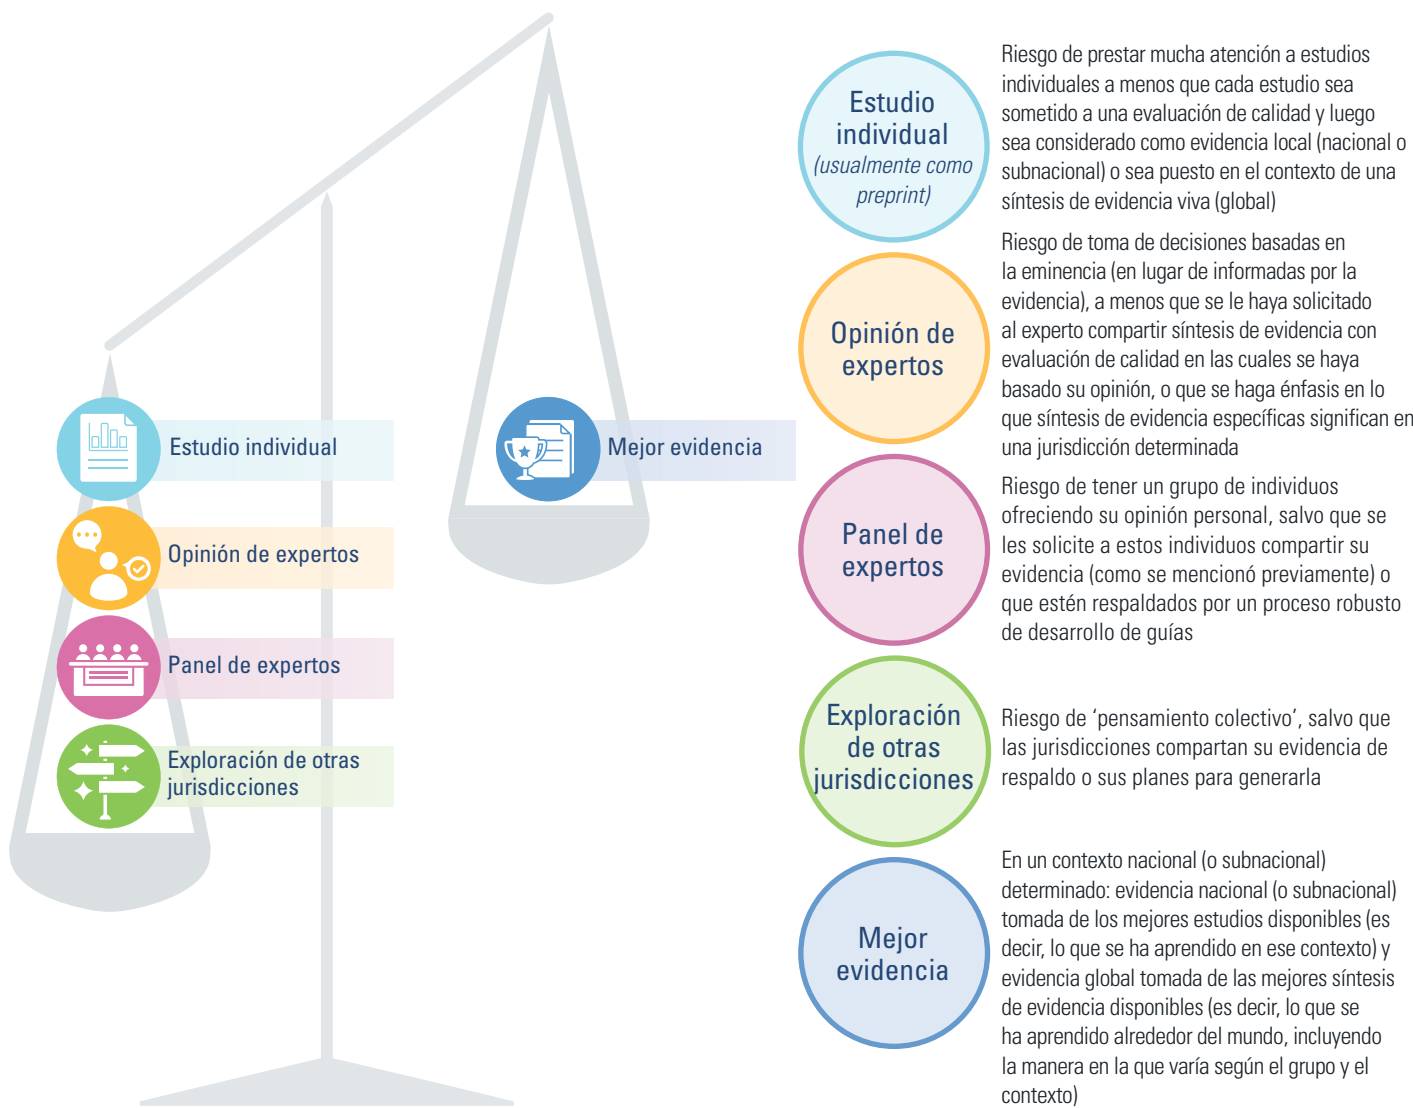 Estudio individual
Opinión de expertos
Panel de expertos
Exploración de otras
jurisdicciones
Mejor evidencia
Estudio
individual
(usualmente como
preprint)
Riesgo de prestar mucha atención a estudios
individuales a menos que cada estudio sea
sometido a una evaluación de calidad y luego
sea considerado como evidencia local (nacional o
subnacional) o sea puesto en el contexto de una
síntesis de evidencia viva (global)
Opinión de
expertos
Riesgo de toma de decisiones basadas en
la eminencia (en lugar de informadas por la
evidencia), a menos que se le haya solicitado
al experto compartir síntesis de evidencia con
evaluación de calidad en las cuales se haya
basado su opinión, o que se haga énfasis en lo
que síntesis de evidencia específicas significan en
una jurisdicción determinada
Panel de
expertos
Riesgo de tener un grupo de individuos
ofreciendo su opinión personal, salvo que se
les solicite a estos individuos compartir su
evidencia (como se mencionó previamente) o
que estén respaldados por un proceso robusto
de desarrollo de guías
Exploración
de otras
jurisdicciones
Riesgo de ‘pensamiento colectivo’, salvo que
las jurisdicciones compartan su evidencia de
respaldo o sus planes para generarla
Mejor
evidencia
En un contexto nacional (o subnacional)
determinado: evidencia nacional (o subnacional)
tomada de los mejores estudios disponibles (es
decir, lo que se ha aprendido en ese contexto) y
evidencia global tomada de las mejores síntesis
de evidencia disponibles (es decir, lo que se
ha aprendido alrededor del mundo, incluyendo
la manera en la que varía según el grupo y el
contexto)